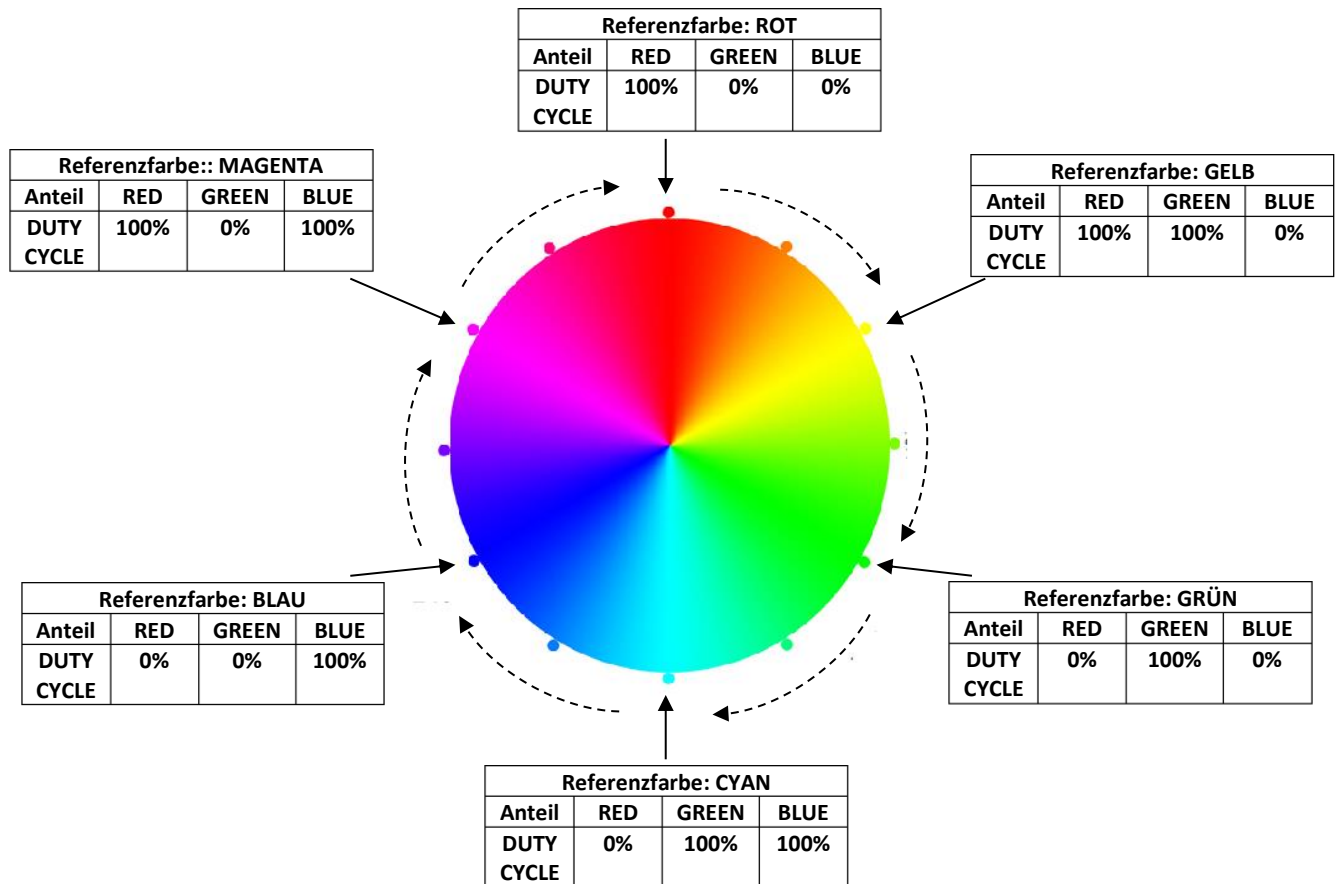 Referenzfarbe: ROT
Anteil RED GREEN BLUE
DUTY 100% 0% 0%
CYCLE
Referenzfarbe:: MAGENTA
Anteil RED GREEN BLUE
DUTY 100% 0% 100%
CYCLE
Referenzfarbe: GELB
Anteil RED GREEN BLUE
DUTY 100% 100% 0%
CYCLE
Referenzfarbe: BLAU
Anteil RED GREEN BLUE
DUTY 0% 0% 100%
CYCLE
Referenzfarbe: GRÜN
Anteil RED GREEN BLUE
DUTY 0% 100% 0%
CYCLE
Referenzfarbe: CYAN
Anteil RED GREEN BLUE
DUTY 0% 100% 100%
CYCLE